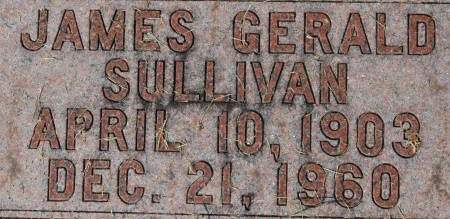 JAMES GERALD
SULLIVAN
APRIL 10, 1903
DEC. 21, 1960